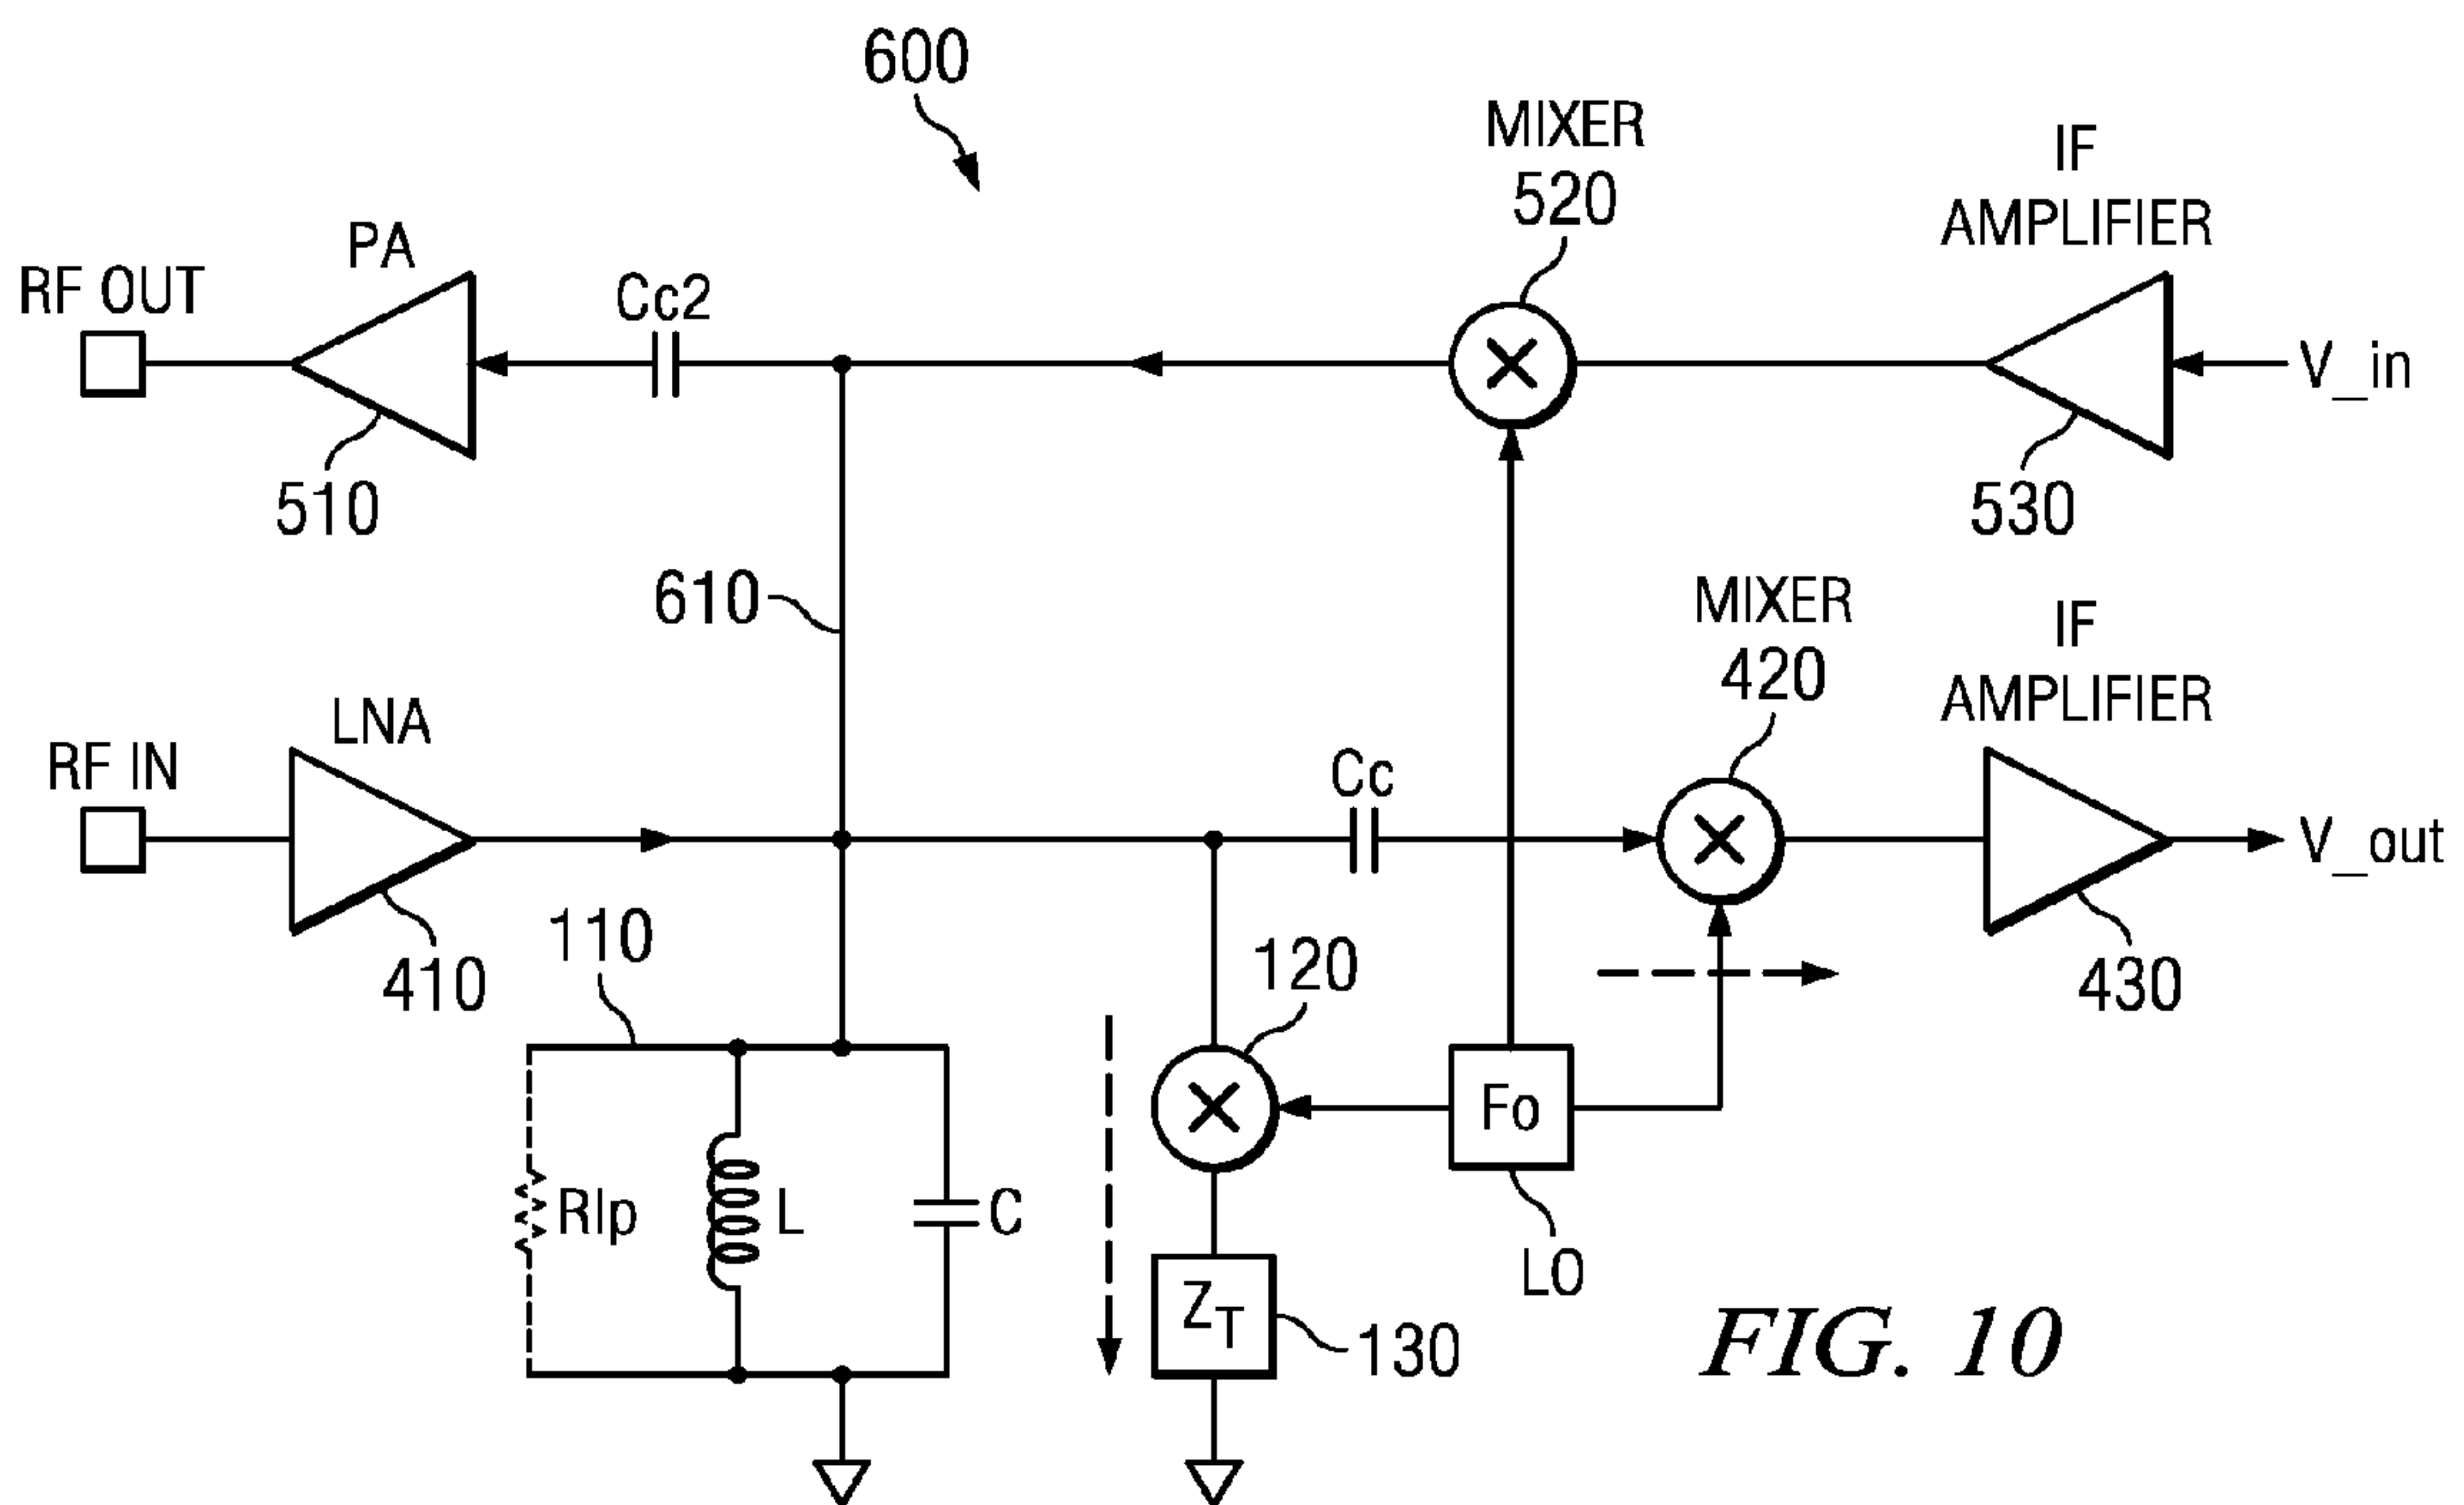 600
MIXER
520
IF
AMPLIFIER
PA
RF OUT
Cc2
V_in
510
530
610
MIXER
420
IF
AMPLIFIER
LNA
RF IN
Cc
V_out
110
410
120
430
Fo
Rlp
L
C
ZT
LO
130
FIG. 10